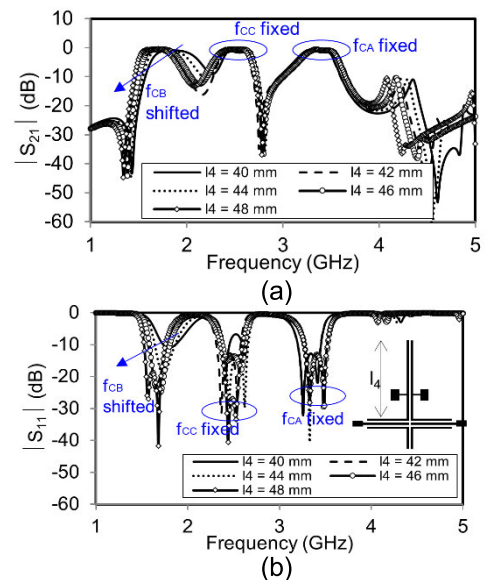 (a)
10
0
-10
-20
-30
-40
-50
-60
|S21| (dB)
fCC fixed
fCA fixed
fCB
shifted
l4 = 40 mm
l4 = 42 mm
l4 = 44 mm
l4 = 46 mm
l4 = 48 mm
1 2 3 4 5
Frequency (GHz)
(a)
0
-10
-20
-30
-40
-50
-60
|S11| (dB)
fCB
shifted
fCC fixed
fCA fixed
l4
l4 = 40 mm
l4 = 42 mm
l4 = 44 mm
l4 = 46 mm
l4 = 48 mm
1 2 3 4 5
Frequency (GHz)
(b)